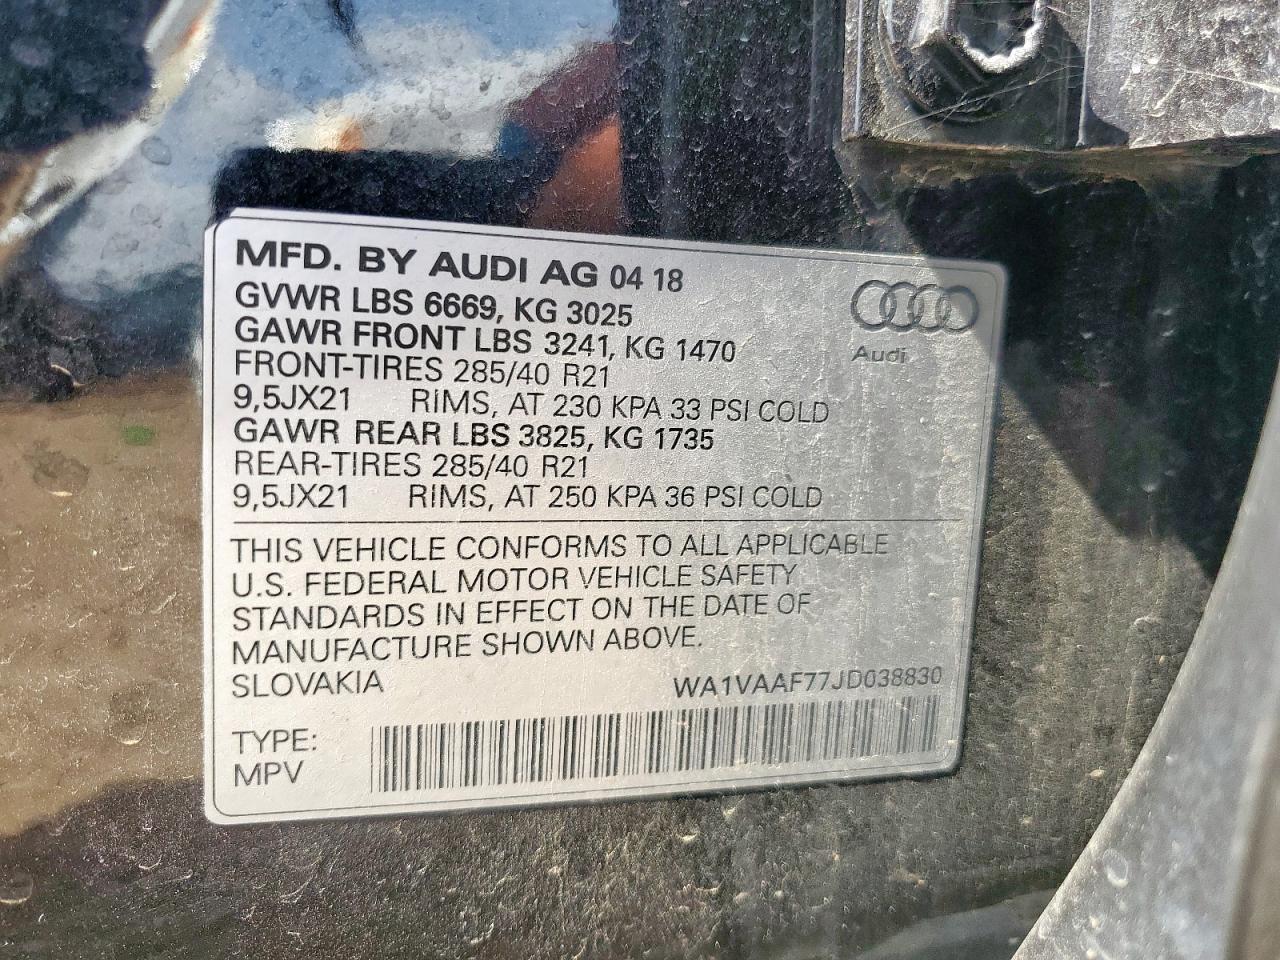 MFD. BY AUDI AG 04 18
GVWR LBS 6669, KG 3025
GAWR FRONT LBS 3241, KG 1470
FRONT-TIRES 285/40 R21
9,5JX21 RIMS, AT 230 KPA 33 PSI COLD
GAWR REAR LBS 3825, KG 1735
REAR-TIRES 285/40 R21
9,5JX21 RIMS, AT 250 KPA 36 PSI COLD
Audi
THIS VEHICLE CONFORMS TO ALL APPLICABLE
U.S. FEDERAL MOTOR VEHICLE SAFETY
STANDARDS IN EFFECT ON THE DATE OF
MANUFACTURE SHOWN ABOVE.
SLOVAKIA WA1VAAF77JD038830
TYPE:
MPV